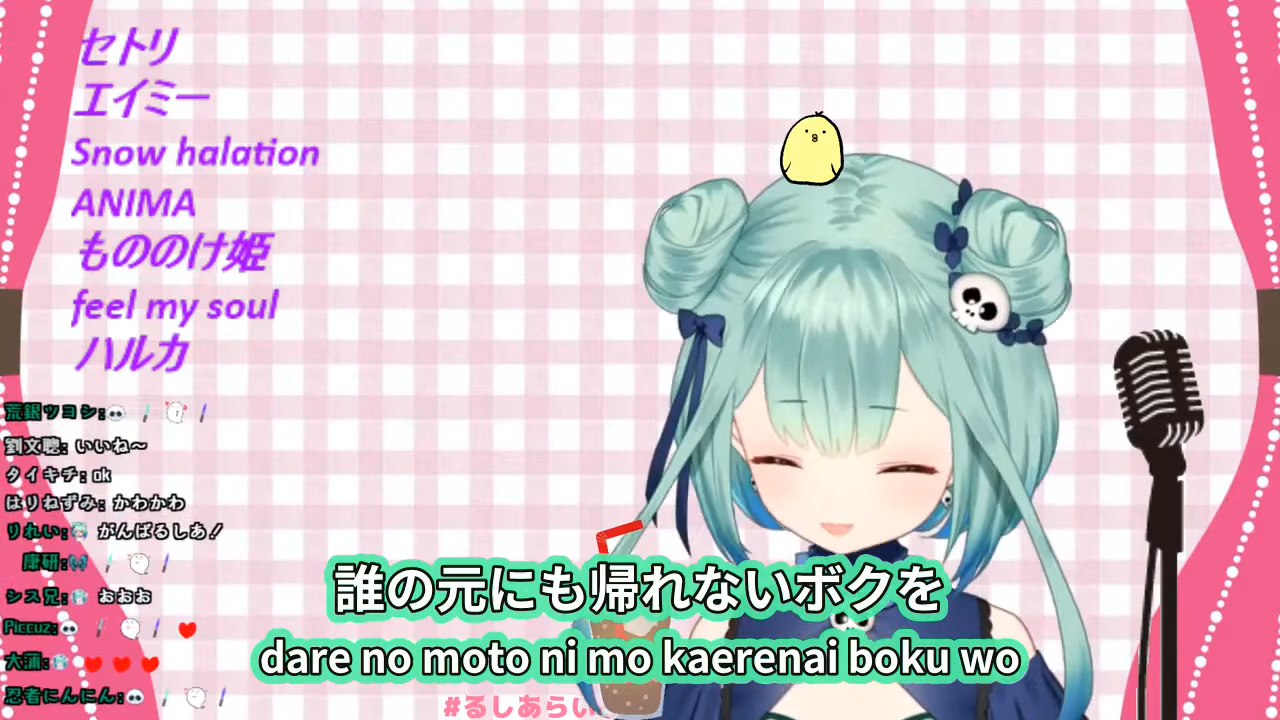 セトリ
エイミー
Snow halation
ANIMA
もののけ姫
feel my soul
ハルカ
荒銀ツヨシ:
劉文聰: いいね～
タイキチ: ok
はりねずみ: かわかわ
りれい: がんばるしあ！
康研:
シス兄: おおお
Piccuz:
大蒲:
忍者にんにん:
誰の元にも帰れないボクを
dare no moto ni mo kaerenai boku wo
#るしあらい